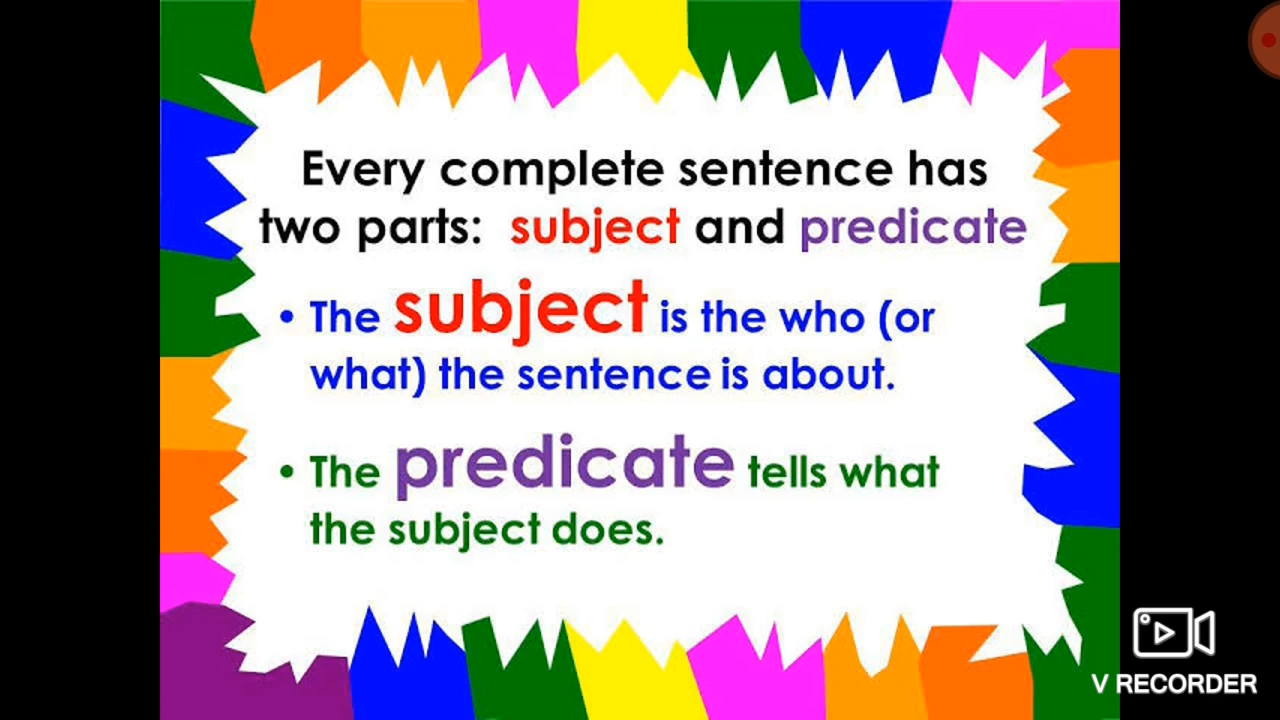 Every complete sentence has
two parts: subject and predicate
• The subject is the who (or
what) the sentence is about.
• The predicate tells what
the subject does.
V RECORDER